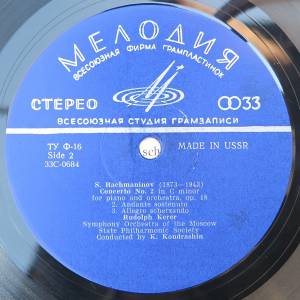 МЕЛОДИЯ
ВСЕСОЮЗНАЯ ФИРМА ГРАМПЛАСТИНОК
СТЕРЕО
33
ВСЕСОЮЗНАЯ СТУДИЯ ГРАМЗАПИСИ
ТУ Ф-16
Side 2
33С-0684
sch
MADE IN USSR
S. Rachmaninov (1873—1943)
Concerto No. 2 in C minor
for piano and orchestra, op. 18
2. Andante sostenuto
3. Allegro scherzando
Rudolph Kerer
Symphony Orchestra of the Moscow
State Philharmonic Society
Conducted by K. Kondrashin